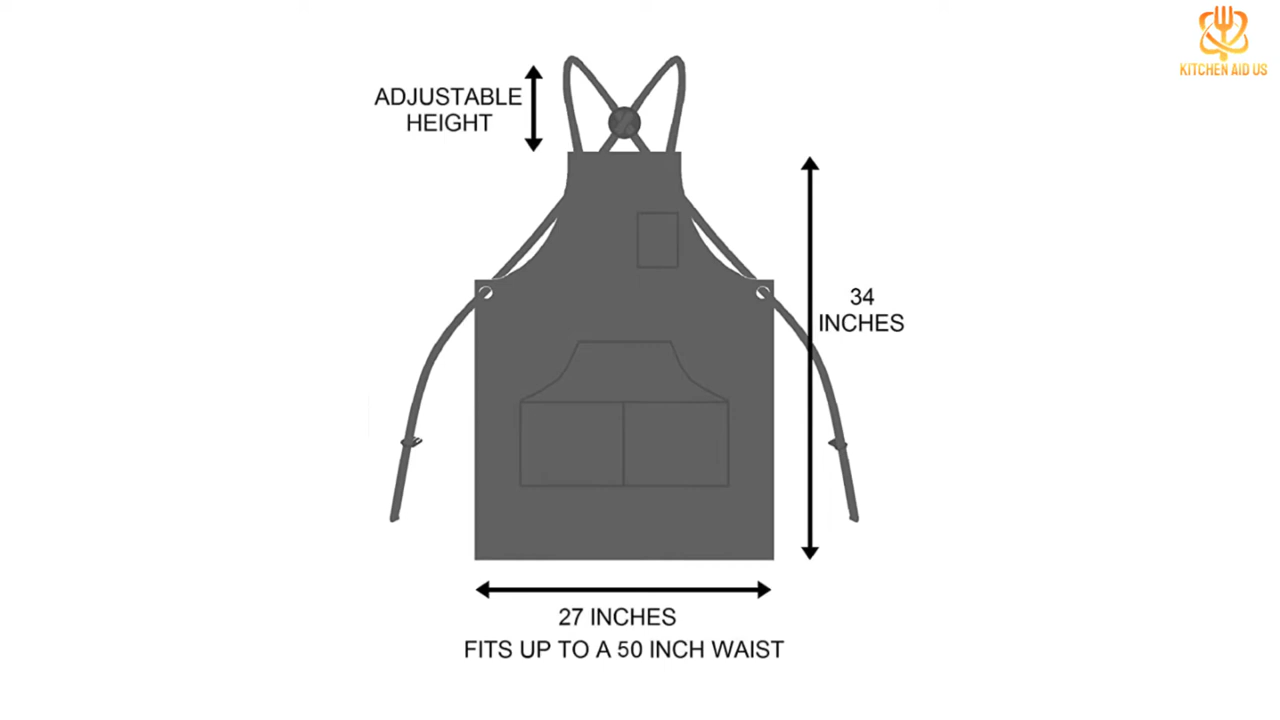 KITCHEN AID US
ADJUSTABLE
HEIGHT
34
INCHES
27 INCHES
FITS UP TO A 50 INCH WAIST